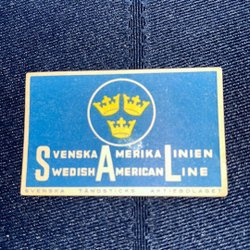 SVENSKA AMERIKA LINIEN
SWEDISH AMERICAN LINE
SVENSKA TÄNDSTICKS AKTIEBOLAGET